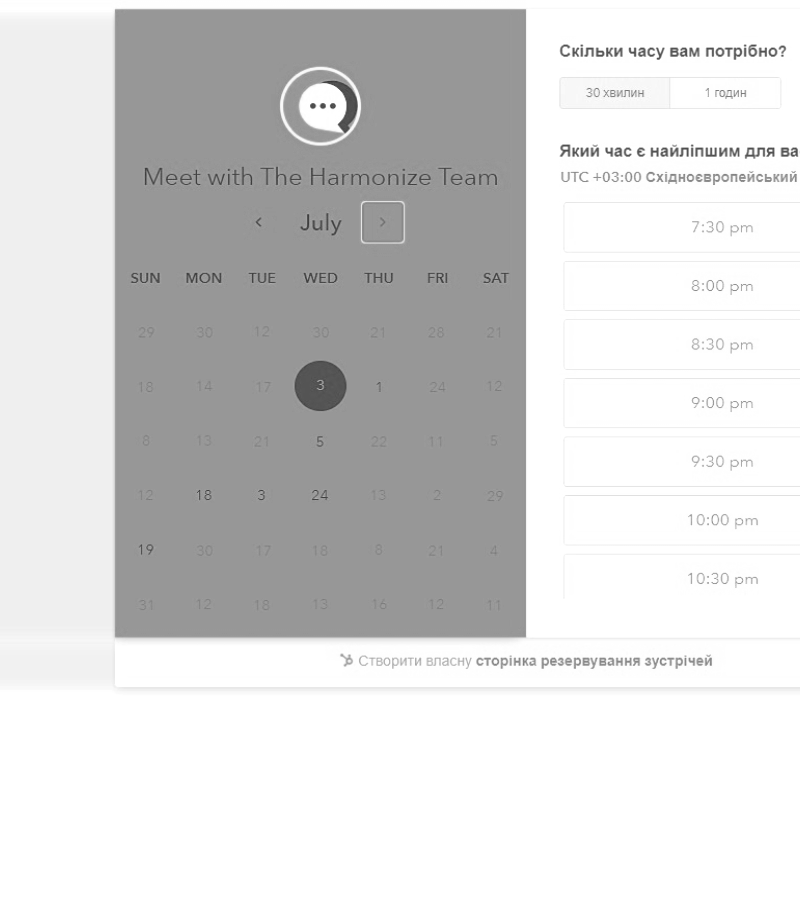 Meet with The Harmonize Team
July
SUN MON TUE WED THU FRI SAT
29 30 12 30 21 28 21
18 14 17 3 1 24 12
8 13 21 5 22 11 5
12 18 3 24 13 2 29
19 30 17 18 8 21 4
31 12 18 13 16 12 11
Скільки часу вам потрібно?
30 хвилин 1 годин
Який час є найліпшим для ва
UTC +03:00 Східноєвропейський
7:30 pm
8:00 pm
8:30 pm
9:00 pm
9:30 pm
10:00 pm
10:30 pm
Створити власну сторінка резервування зустрічей